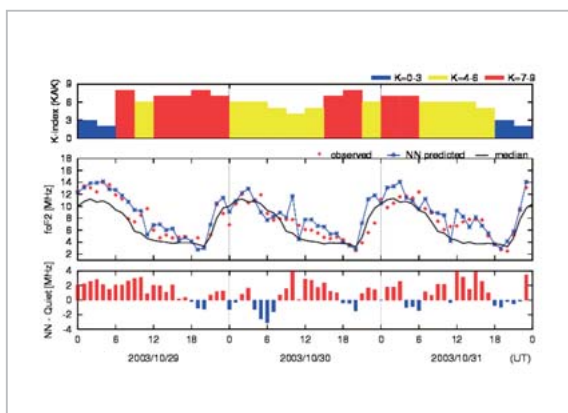 K=0-3 K=4-6 K=7-9
K-index (KAK)
9
6
3
0
observed NN predicted median
foF2 [MHz]
18
16
14
12
10
8
6
4
2
NN - Quiet [MHz]
4
2
0
-2
-4
0 6 12 18 0 6 12 18 0 6 12 18 0
2003/10/29 2003/10/30 2003/10/31 (UT)